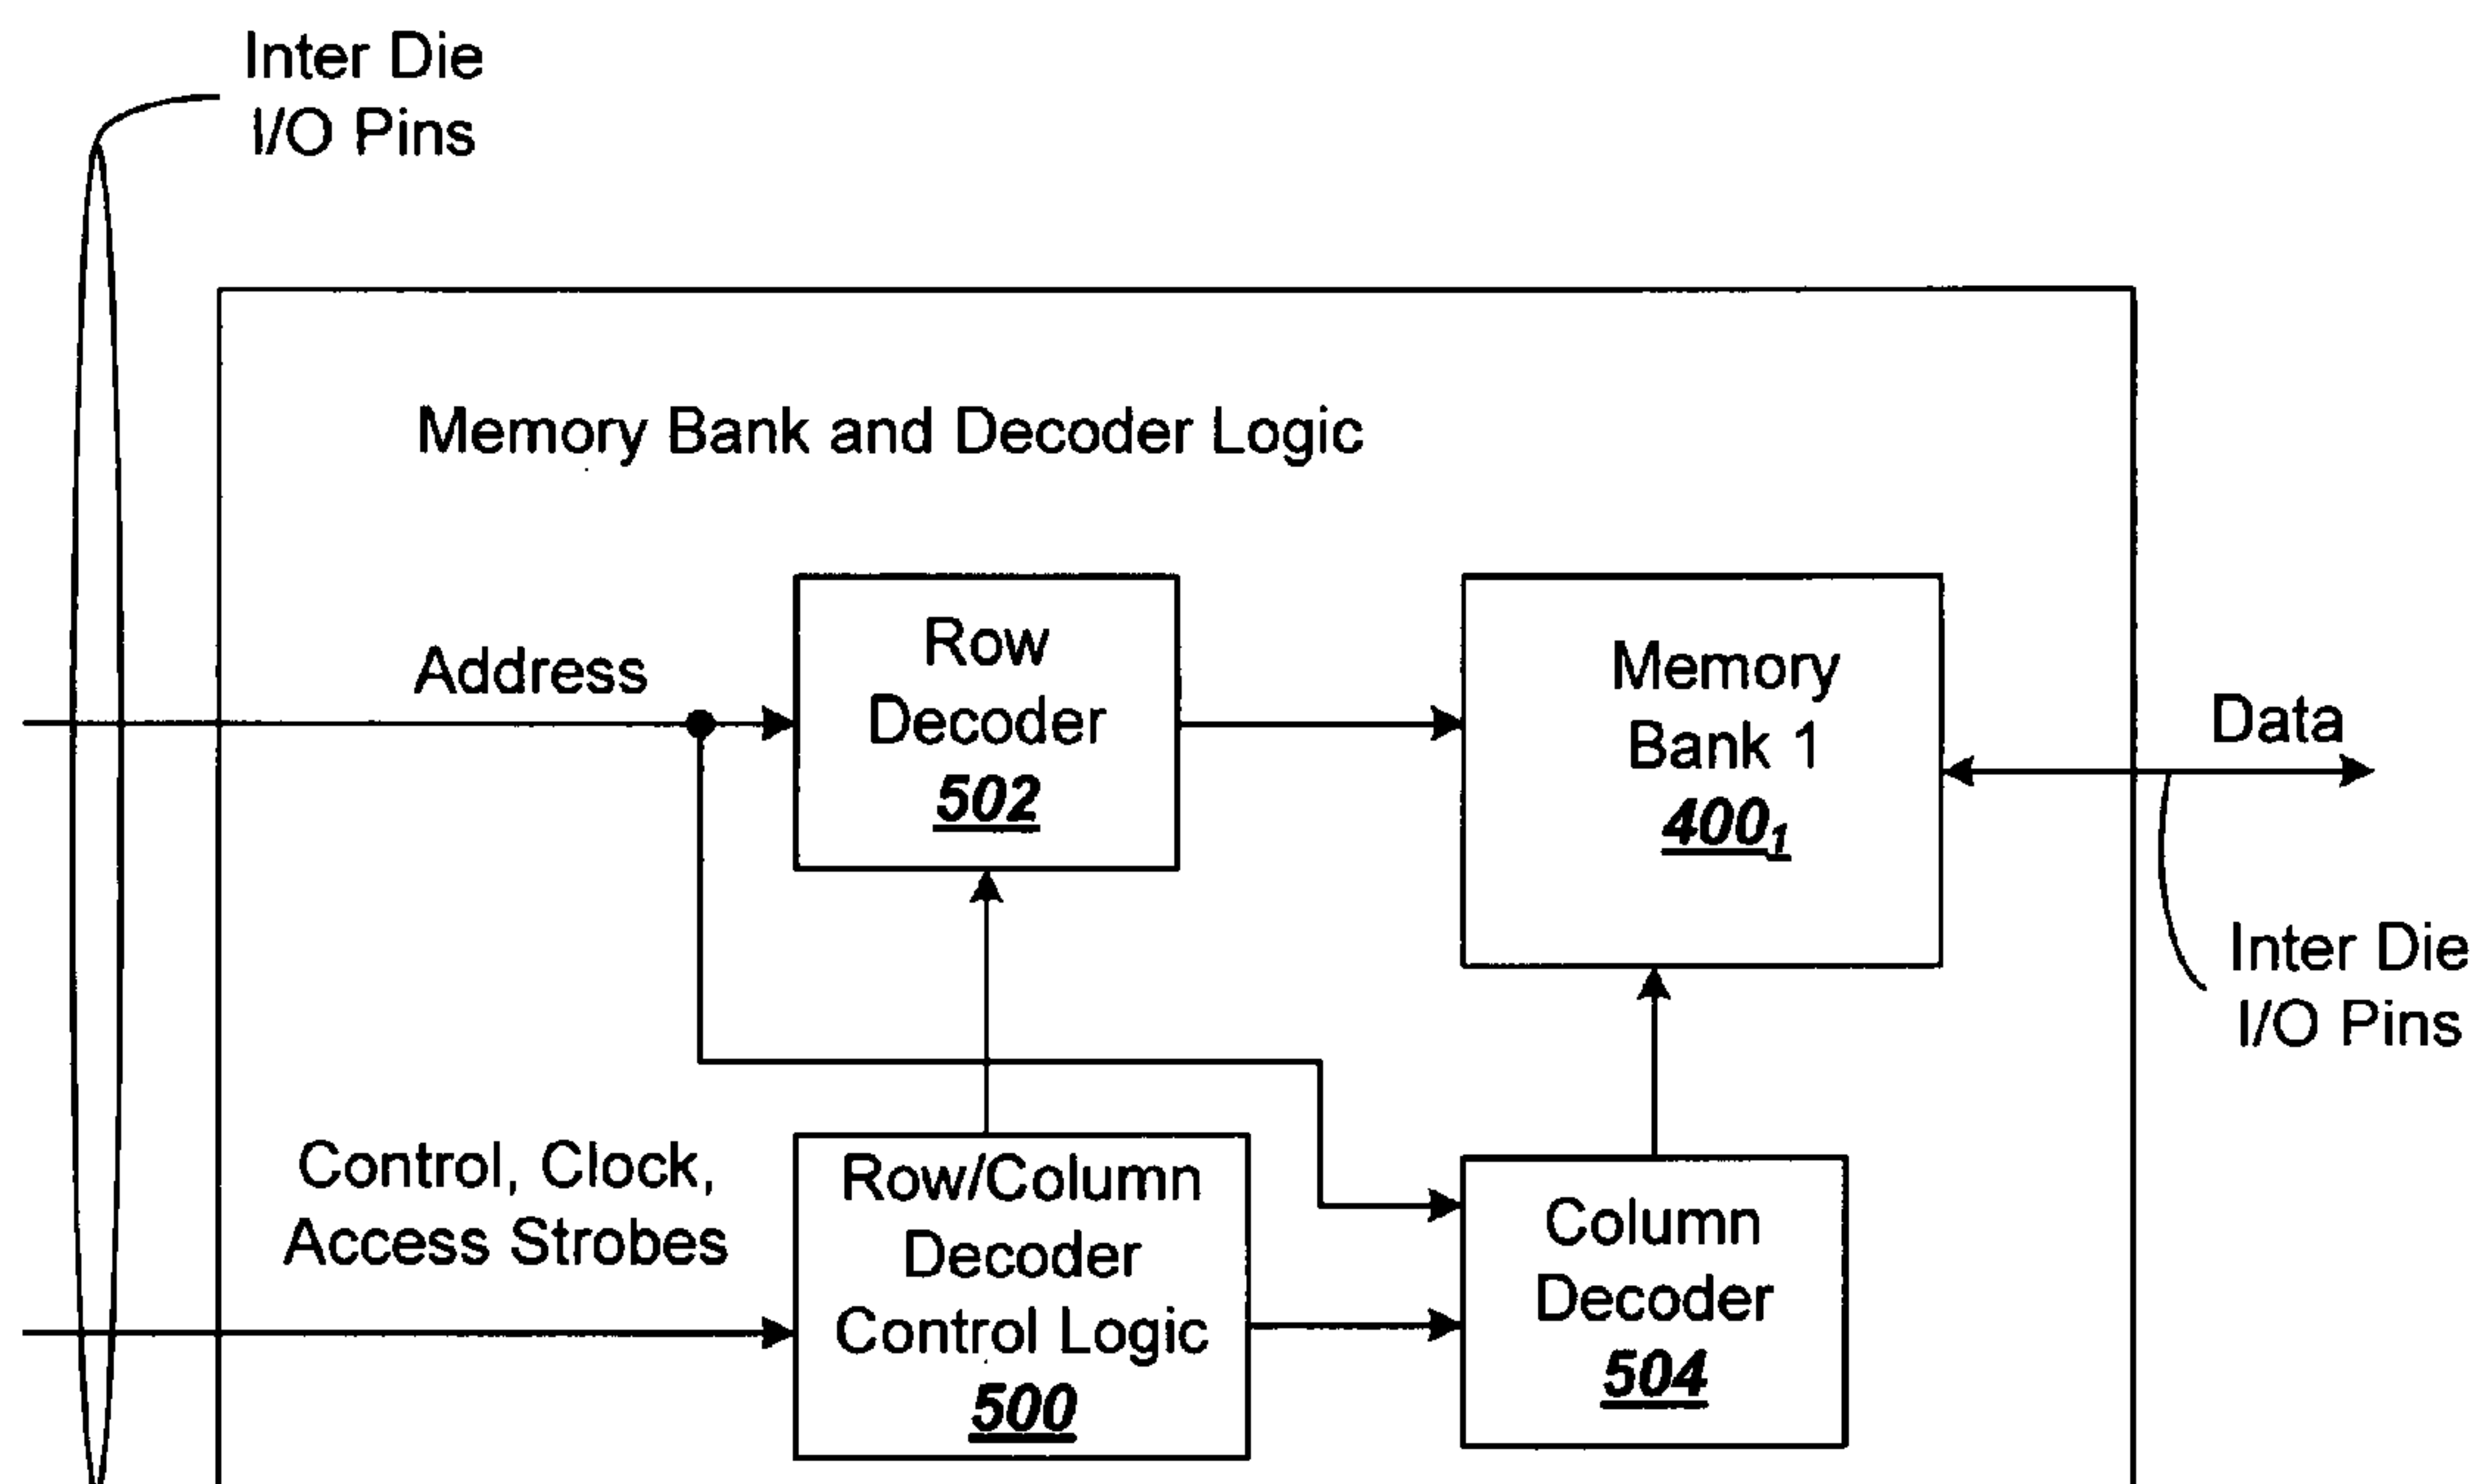 Inter Die
I/O Pins
Memory Bank and Decoder Logic
Address
Row
Decoder
502
Memory
Bank 1
400₁
Data
Inter Die
I/O Pins
Control, Clock,
Access Strobes
Row/Column
Decoder
Control Logic
500
Column
Decoder
504